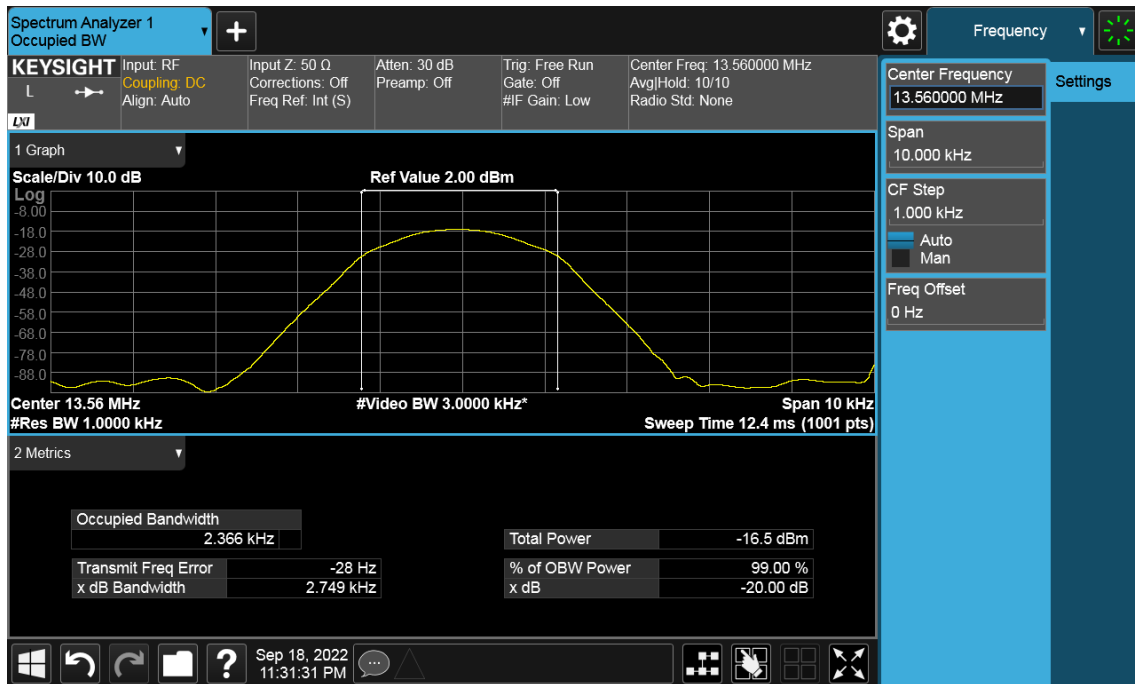 Spectrum Analyzer 1
Occupied BW
+
Frequency
KEYSIGHT
L
LXI
Input: RF
Coupling: DC
Align: Auto
Input Z: 50 Ω
Corrections: Off
Freq Ref: Int (S)
Atten: 30 dB
Preamp: Off
Trig: Free Run
Gate: Off
#IF Gain: Low
Center Freq: 13.560000 MHz
Avg|Hold: 10/10
Radio Std: None
Center Frequency
13.560000 MHz
Settings
Span
10.000 kHz
CF Step
1.000 kHz
Auto
Man
Freq Offset
0 Hz
1 Graph
Scale/Div 10.0 dB
Ref Value 2.00 dBm
Log
-8.00
-18.0
-28.0
-38.0
-48.0
-58.0
-68.0
-78.0
-88.0
Center 13.56 MHz
#Video BW 3.0000 kHz*
Span 10 kHz
#Res BW 1.0000 kHz
Sweep Time 12.4 ms (1001 pts)
2 Metrics
Occupied Bandwidth
2.366 kHz
Total Power -16.5 dBm
Transmit Freq Error -28 Hz
% of OBW Power 99.00 %
x dB Bandwidth 2.749 kHz
x dB -20.00 dB
?
Sep 18, 2022
11:31:31 PM